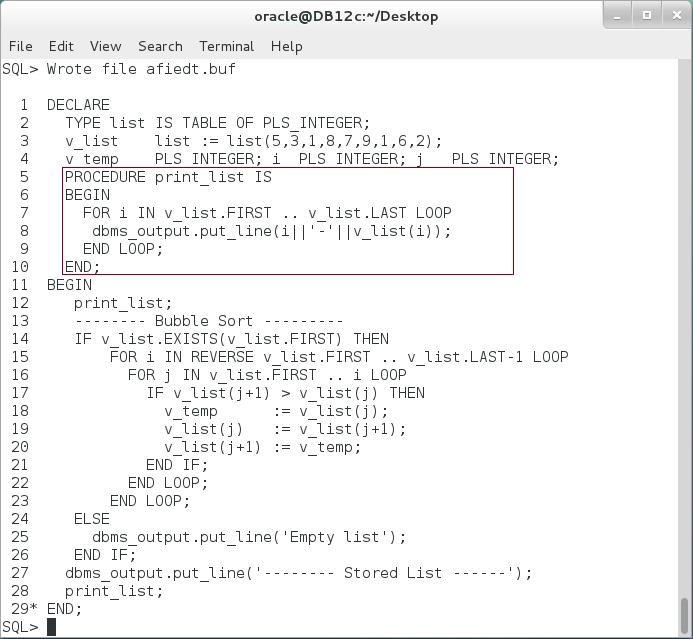 oracle@DB12c:~/Desktop
File Edit View Search Terminal Help
SQL> Wrote file afiedt.buf
1 DECLARE
2 TYPE list IS TABLE OF PLS_INTEGER;
3 v_list list := list(5,3,1,8,7,9,1,6,2);
4 v_temp PLS_INTEGER; i PLS_INTEGER; j PLS_INTEGER;
5 PROCEDURE print_list IS
6 BEGIN
7 FOR i IN v_list.FIRST .. v_list.LAST LOOP
8 dbms_output.put_line(i||'-'||v_list(i));
9 END LOOP;
10 END;
11 BEGIN
12 print_list;
13 -------- Bubble Sort ---------
14 IF v_list.EXISTS(v_list.FIRST) THEN
15 FOR i IN REVERSE v_list.FIRST .. v_list.LAST-1 LOOP
16 FOR j IN v_list.FIRST .. i LOOP
17 IF v_list(j+1) > v_list(j) THEN
18 v_temp := v_list(j);
19 v_list(j) := v_list(j+1);
20 v_list(j+1) := v_temp;
21 END IF;
22 END LOOP;
23 END LOOP;
24 ELSE
25 dbms_output.put_line('Empty list');
26 END IF;
27 dbms_output.put_line('-------- Stored List ------');
28 print_list;
29* END;
SQL>